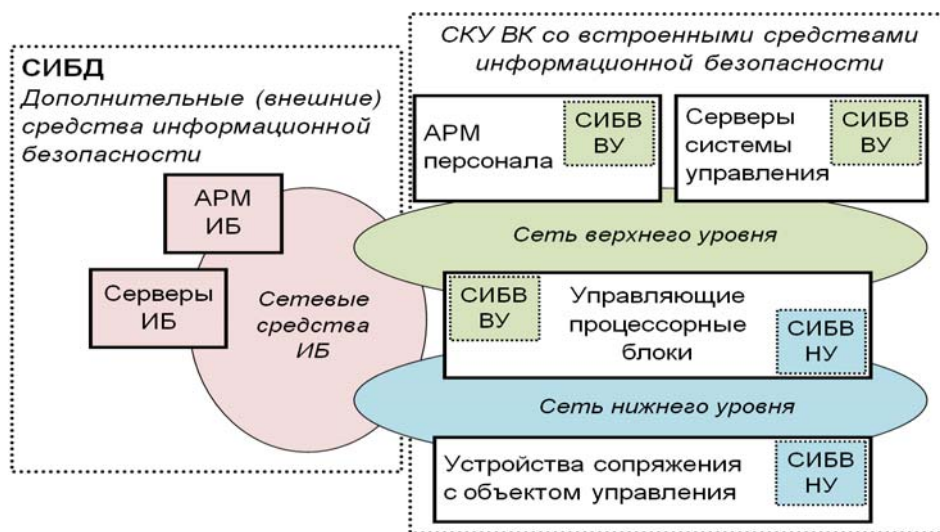 СИБД
Дополнительные (внешние)
средства информационной
безопасности
АРМ
ИБ
Серверы
ИБ
Сетевые
средства
ИБ
СКУ ВК со встроенными средствами
информационной безопасности
АРМ
персонала
СИБВ
ВУ
Серверы
системы
управления
СИБВ
ВУ
Сеть верхнего уровня
СИБВ
ВУ
Управляющие
процессорные
блоки
СИБВ
НУ
Сеть нижнего уровня
Устройства сопряжения
с объектом управления
СИБВ
НУ